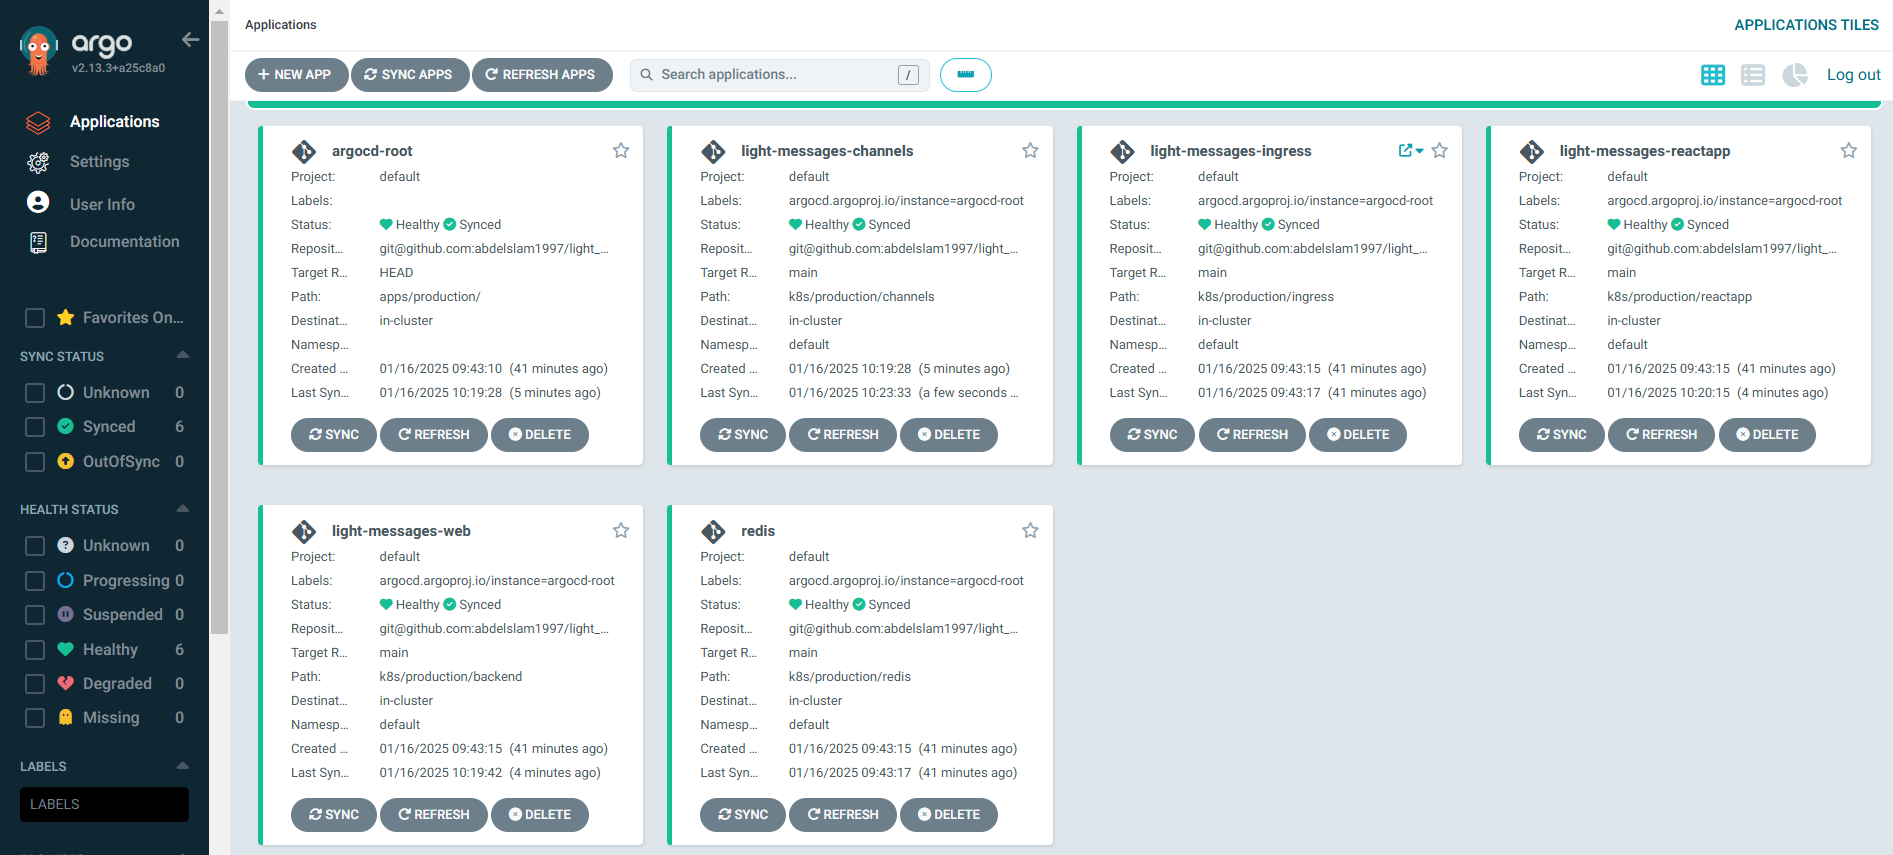 argo
v2.13.3+a25c8a0
Applications
Settings
User Info
Documentation
Favorites On...
SYNC STATUS
Unknown 0
Synced 6
OutOfSync 0
HEALTH STATUS
Unknown 0
Progressing 0
Suspended 0
Healthy 6
Degraded 0
Missing 0
LABELS
LABELS
Applications
APPLICATIONS TILES
NEW APP SYNC APPS REFRESH APPS Search applications... / Log out
argocd-root
Project: default
Labels:
Status: Healthy Synced
Reposit... git@github.com:abdelslam1997/light_...
Target R... HEAD
Path: apps/production/
Destinat... in-cluster
Namesp...
Created ... 01/16/2025 09:43:10 (41 minutes ago)
Last Syn... 01/16/2025 10:19:28 (5 minutes ago)
SYNC REFRESH DELETE
light-messages-channels
Project: default
Labels: argocd.argoproj.io/instance=argocd-root
Status: Healthy Synced
Reposit... git@github.com:abdelslam1997/light_...
Target R... main
Path: k8s/production/channels
Destinat... in-cluster
Namesp... default
Created ... 01/16/2025 10:19:28 (5 minutes ago)
Last Syn... 01/16/2025 10:23:33 (a few seconds ...
SYNC REFRESH DELETE
light-messages-ingress
Project: default
Labels: argocd.argoproj.io/instance=argocd-root
Status: Healthy Synced
Reposit... git@github.com:abdelslam1997/light_...
Target R... main
Path: k8s/production/ingress
Destinat... in-cluster
Namesp... default
Created ... 01/16/2025 09:43:15 (41 minutes ago)
Last Syn... 01/16/2025 09:43:17 (41 minutes ago)
SYNC REFRESH DELETE
light-messages-reactapp
Project: default
Labels: argocd.argoproj.io/instance=argocd-root
Status: Healthy Synced
Reposit... git@github.com:abdelslam1997/light_...
Target R... main
Path: k8s/production/reactapp
Destinat... in-cluster
Namesp... default
Created ... 01/16/2025 09:43:15 (41 minutes ago)
Last Syn... 01/16/2025 10:20:15 (4 minutes ago)
SYNC REFRESH DELETE
light-messages-web
Project: default
Labels: argocd.argoproj.io/instance=argocd-root
Status: Healthy Synced
Reposit... git@github.com:abdelslam1997/light_...
Target R... main
Path: k8s/production/backend
Destinat... in-cluster
Namesp... default
Created ... 01/16/2025 09:43:15 (41 minutes ago)
Last Syn... 01/16/2025 10:19:42 (4 minutes ago)
SYNC REFRESH DELETE
redis
Project: default
Labels: argocd.argoproj.io/instance=argocd-root
Status: Healthy Synced
Reposit... git@github.com:abdelslam1997/light_...
Target R... main
Path: k8s/production/redis
Destinat... in-cluster
Namesp... default
Created ... 01/16/2025 09:43:15 (41 minutes ago)
Last Syn... 01/16/2025 09:43:17 (41 minutes ago)
SYNC REFRESH DELETE